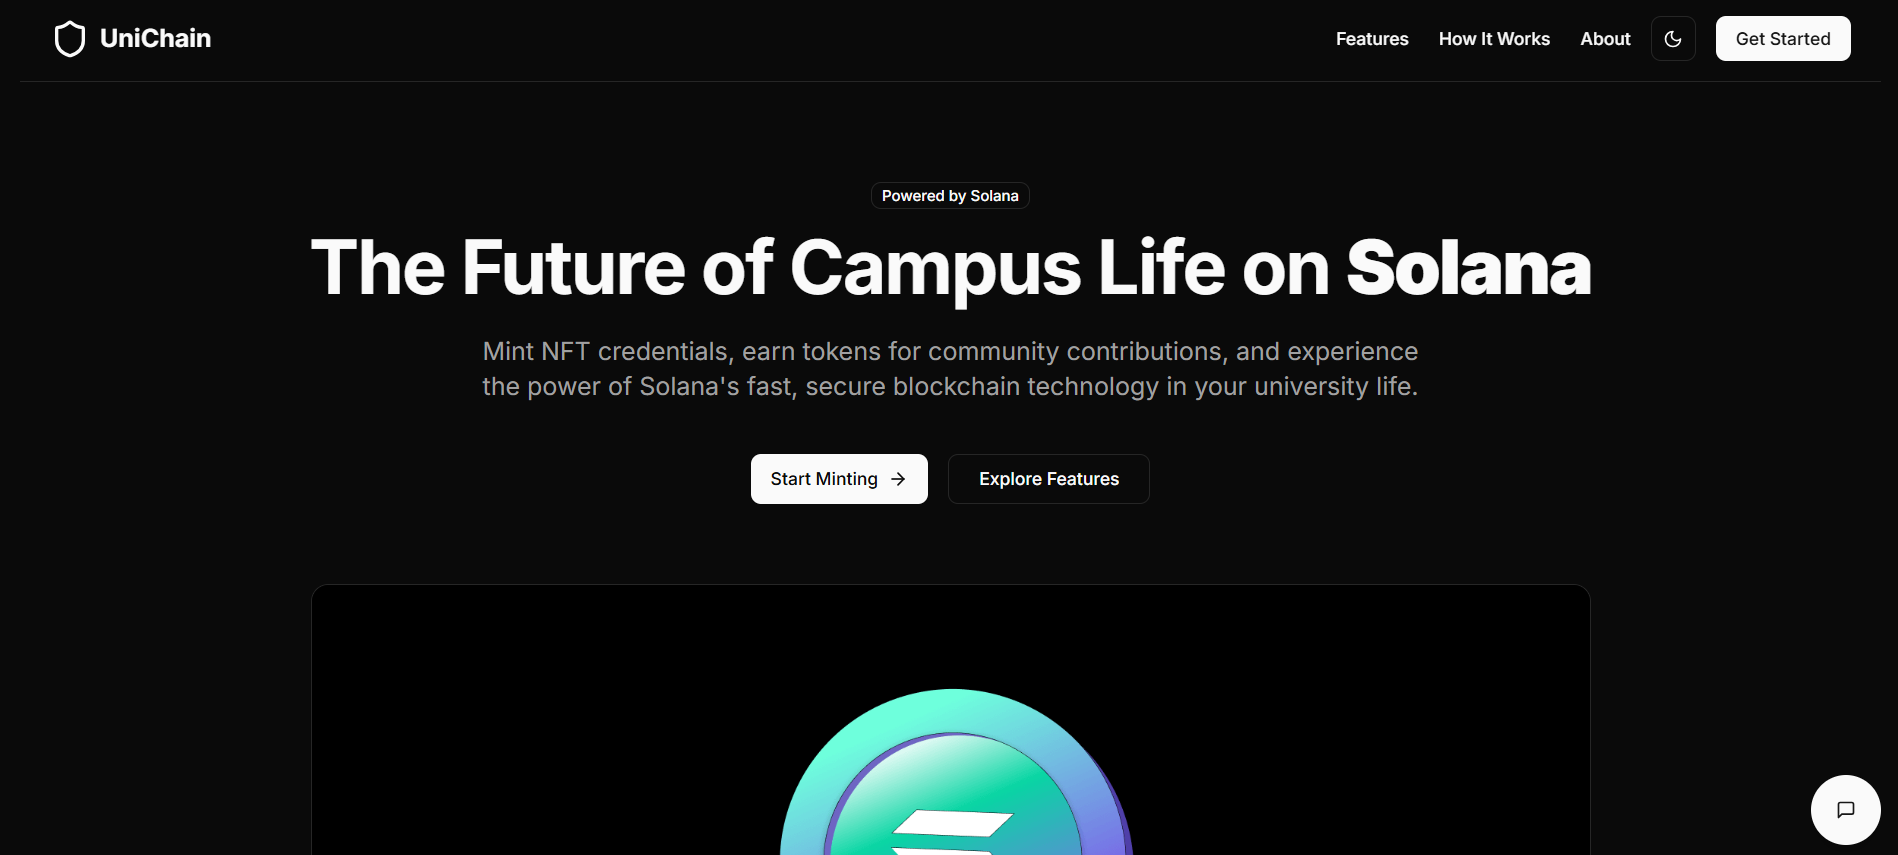 UniChain
Features
How It Works
About
Get Started
Powered by Solana
The Future of Campus Life on Solana
Mint NFT credentials, earn tokens for community contributions, and experience
the power of Solana's fast, secure blockchain technology in your university life.
Start Minting
Explore Features